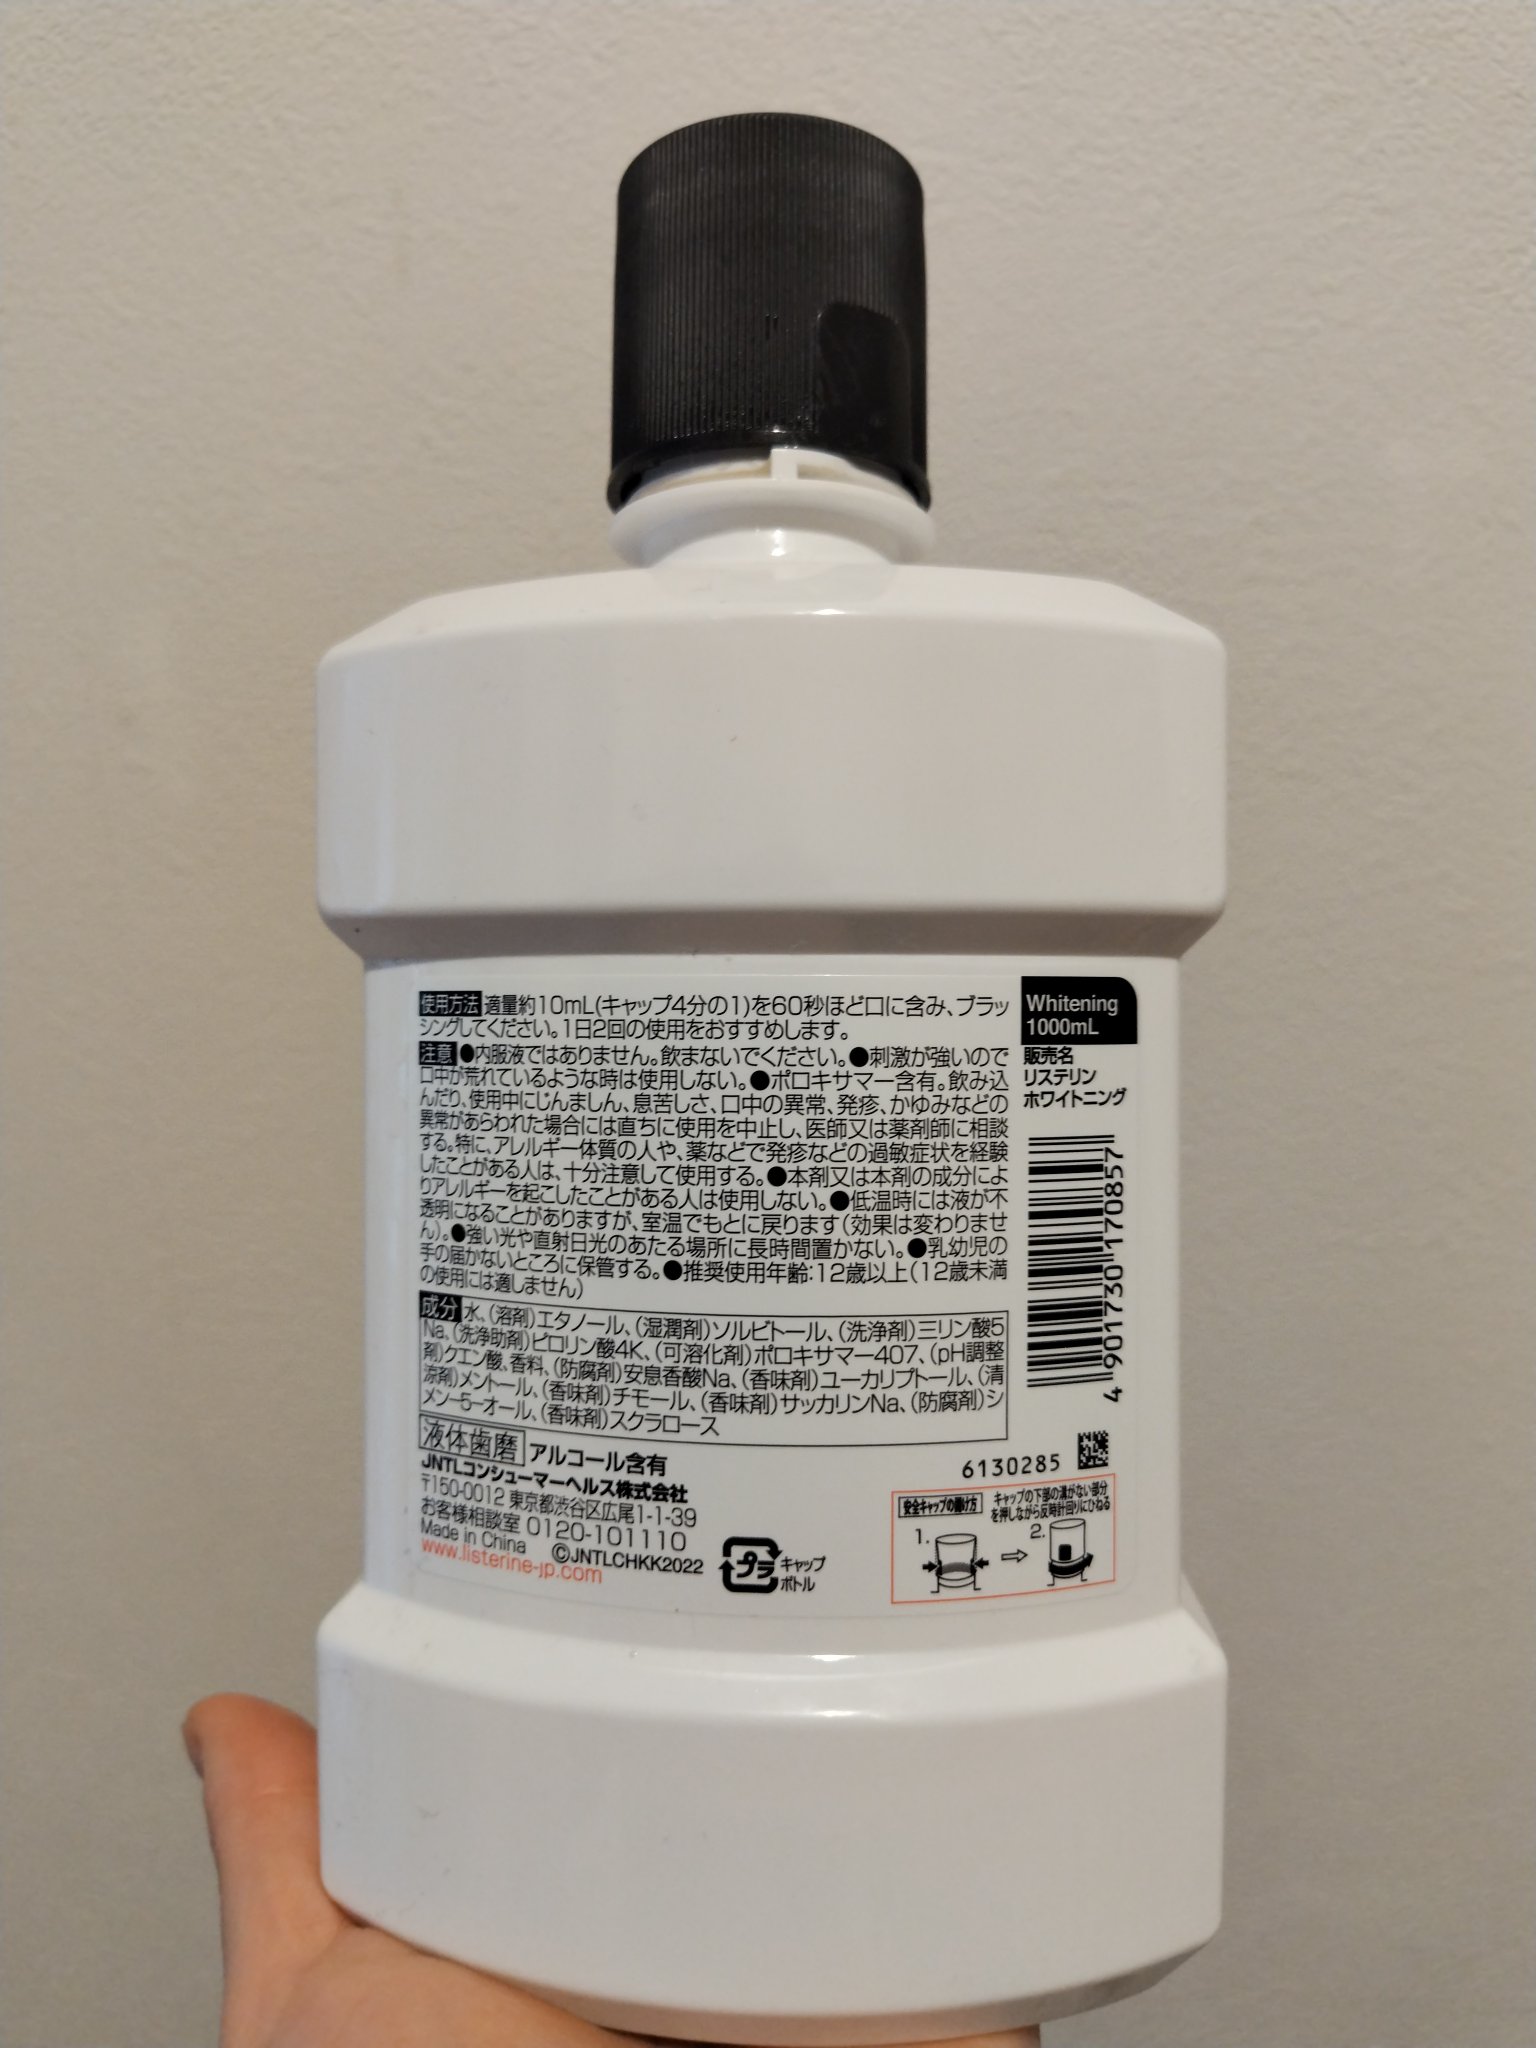 使用方法 適量約10mL(キャップ4分の1)を60秒ほど口に含み、ブラッ
シングしてください。1日2回の使用をおすすめします。
注意 ●内服液ではありません。飲まないでください。●刺激が強いので
口中が荒れているような時は使用しない。●ポロキサマー含有。飲み込
んだり、使用中にじんましん、息苦しさ、口中の異常、発疹、かゆみなどの
異常があらわれた場合には直ちに使用を中止し、医師又は薬剤師に相談
する。特に、アレルギー体質の人や、薬などで発疹などの過敏症状を経験
したことがある人は、十分注意して使用する。●本剤又は本剤の成分によ
りアレルギーを起こしたことがある人は使用しない。●低温時には液が不
透明になることがありますが、室温でもとに戻ります(効果は変わりませ
ん)。●強い光や直射日光のあたる場所に長時間置かない。●乳幼児の
手の届かないところに保管する。●推奨使用年齢:12歳以上(12歳未満
の使用には適しません)
成分 水、(溶剤)エタノール、(湿潤剤)ソルビトール、(洗浄剤)三リン酸5
Na、(洗浄助剤)ピロリン酸4K、(可溶化剤)ポロキサマー407、(pH調整
剤)クエン酸、香料、(防腐剤)安息香酸Na、(香味剤)ユーカリプトール、(清
涼剤)メントール、(香味剤)チモール、(香味剤)サッカリンNa、(防腐剤)シ
メン-5-オール、(香味剤)スクラロース
液体歯磨 アルコール含有
JNTLコンシューマーヘルス株式会社
〒150-0012 東京都渋谷区広尾1-1-39
お客様相談室 0120-101110
Made in China ©JNTLCHKK2022
www.listerine-jp.com
プラ
キャップ
ボトル
Whitening
1000mL
販売名
リステリン
ホワイトニング
4 901730 170857
6130285
安全キャップの開け方
キャップの下部の溝がない部分
を押しながら反時計回りにひねる
1.
2.